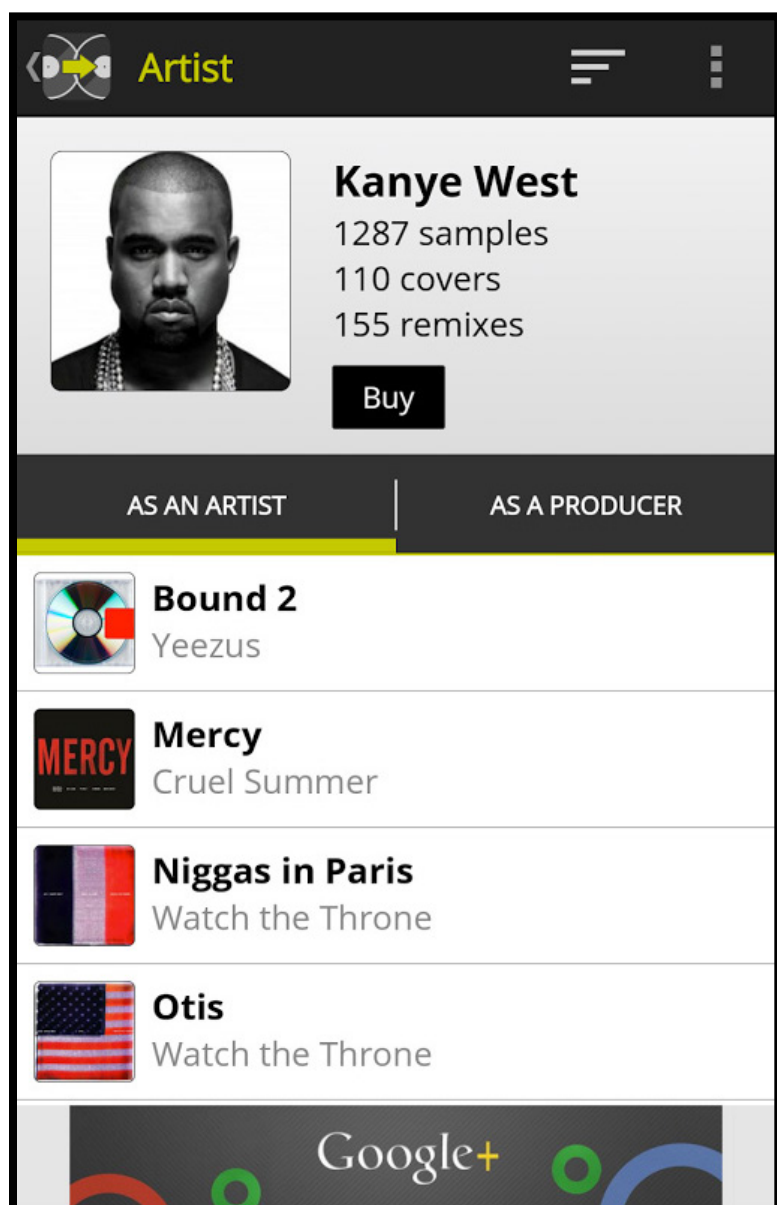 Artist
Kanye West
1287 samples
110 covers
155 remixes
Buy
AS AN ARTIST
AS A PRODUCER
Bound 2
Yeezus
MERCY
Mercy
Cruel Summer
Niggas in Paris
Watch the Throne
Otis
Watch the Throne
Google+